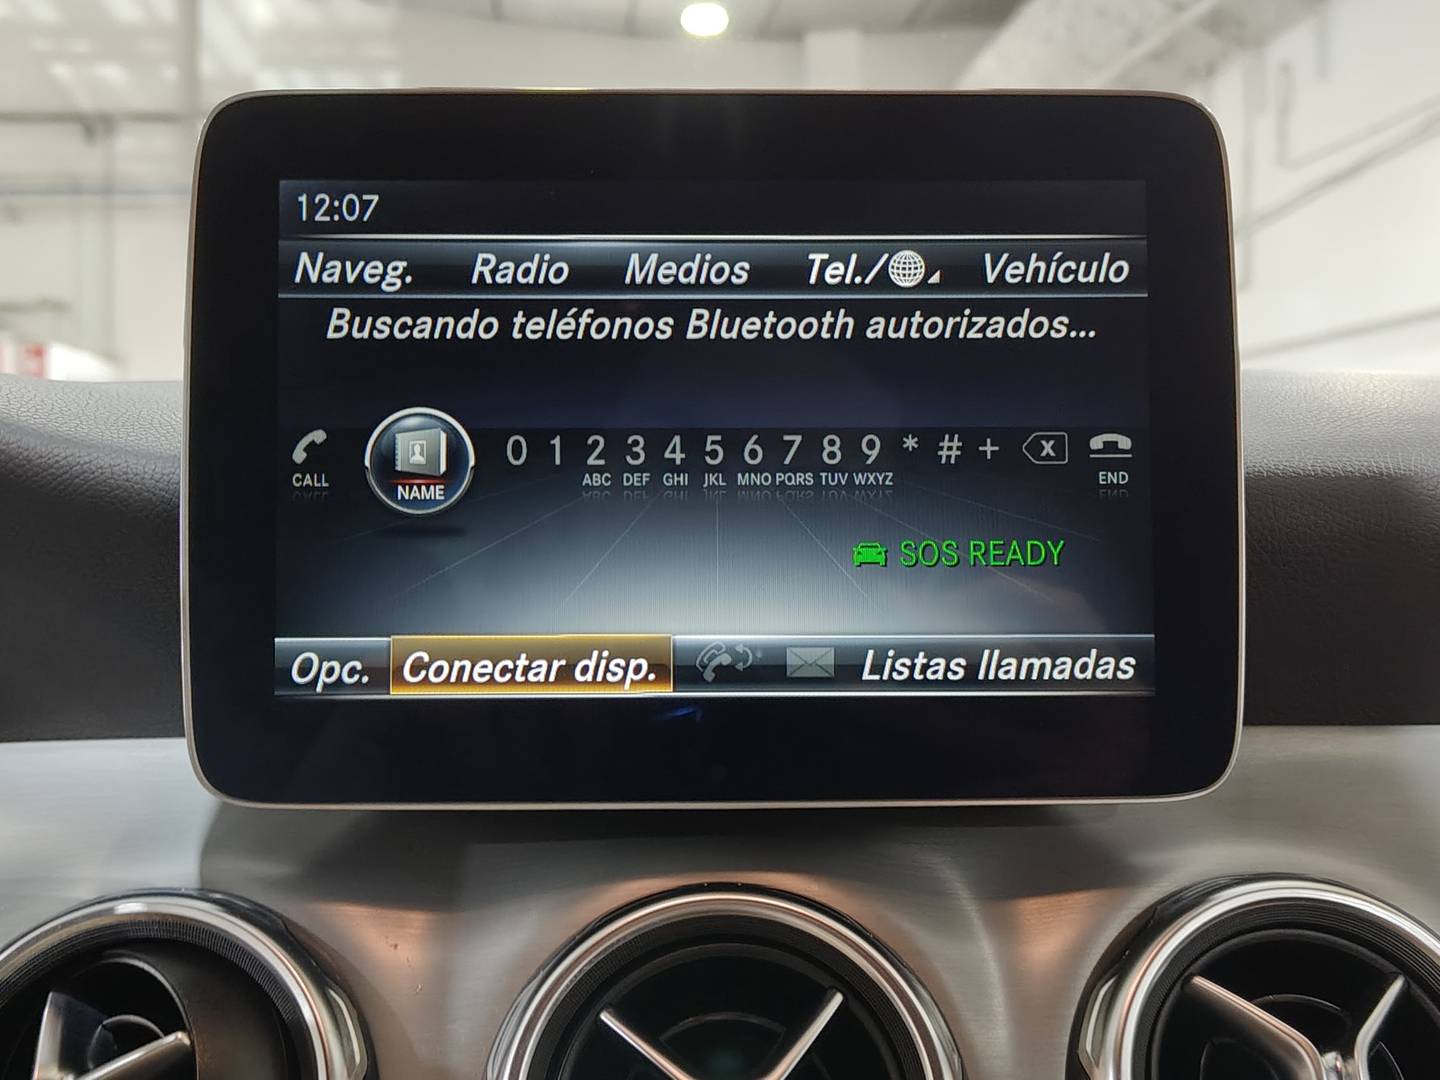 12:07
Naveg. Radio Medios Tel./ Vehículo
Buscando teléfonos Bluetooth autorizados...
CALL NAME 0 1 2 3 4 5 6 7 8 9 * # + X END
ABC DEF GHI JKL MNO PQRS TUV WXYZ
SOS READY
Opc. Conectar disp. Listas llamadas